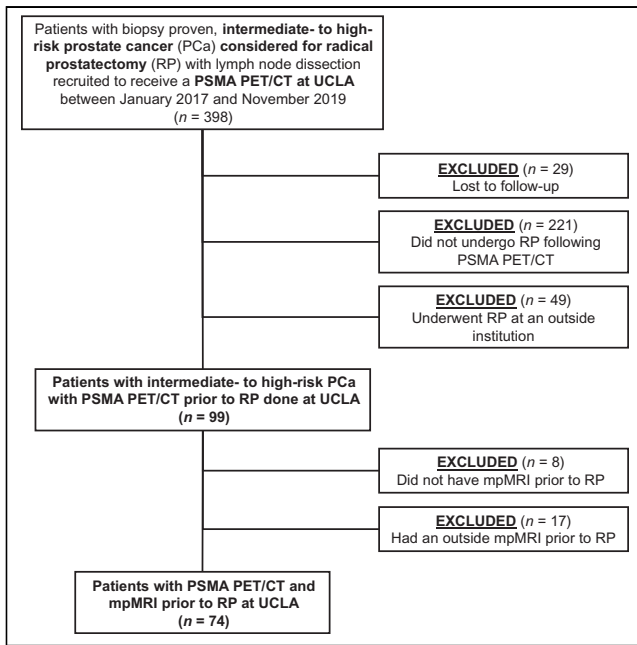 Patients with biopsy proven, intermediate- to high-
risk prostate cancer (PCa) considered for radical
prostatectomy (RP) with lymph node dissection
recruited to receive a PSMA PET/CT at UCLA
between January 2017 and November 2019
(n = 398)
EXCLUDED (n = 29)
Lost to follow-up
EXCLUDED (n = 221)
Did not undergo RP following
PSMA PET/CT
EXCLUDED (n = 49)
Underwent RP at an outside
institution
Patients with intermediate- to high-risk PCa
with PSMA PET/CT prior to RP done at UCLA
(n = 99)
EXCLUDED (n = 8)
Did not have mpMRI prior to RP
EXCLUDED (n = 17)
Had an outside mpMRI prior to RP
Patients with PSMA PET/CT and
mpMRI prior to RP at UCLA
(n = 74)